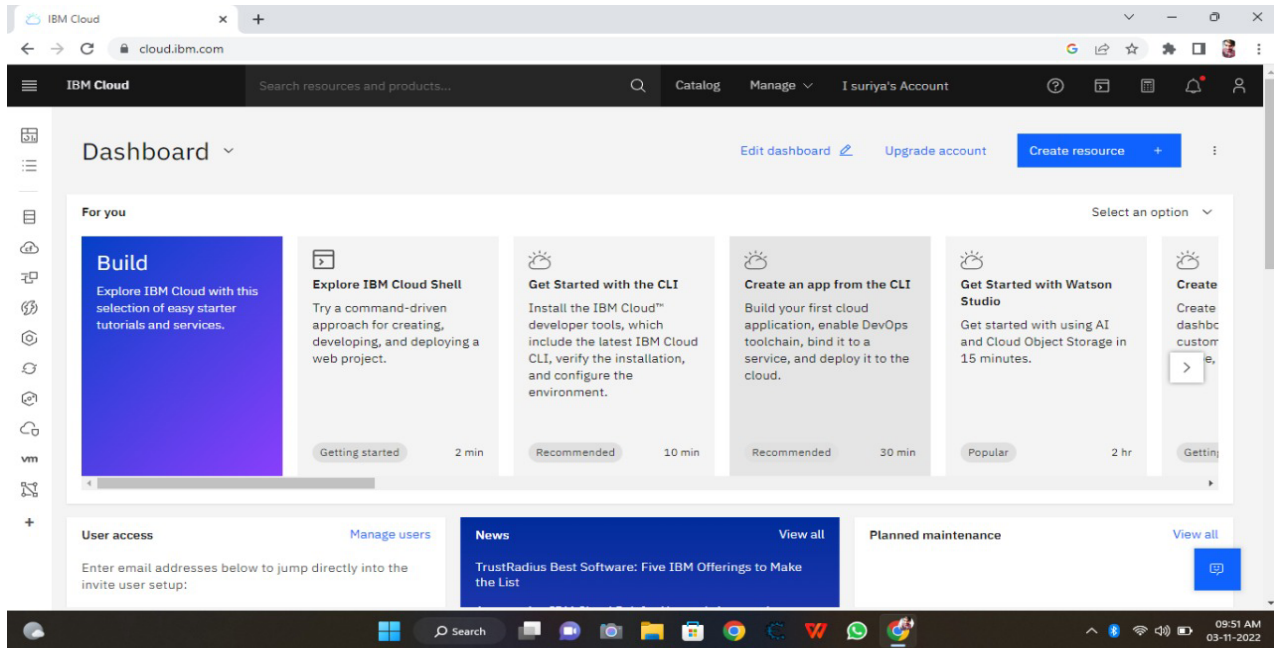 IBM Cloud
cloud.ibm.com
IBM Cloud
Search resources and products...
Catalog
Manage
I suriya's Account
Dashboard
Edit dashboard
Upgrade account
Create resource +
For you
Select an option
Build
Explore IBM Cloud with this
selection of easy starter
tutorials and services.
Explore IBM Cloud Shell
Try a command-driven
approach for creating,
developing, and deploying a
web project.
Getting started
2 min
Get Started with the CLI
Install the IBM Cloud™
developer tools, which
include the latest IBM Cloud
CLI, verify the installation,
and configure the
environment.
Recommended
10 min
Create an app from the CLI
Build your first cloud
application, enable DevOps
toolchain, bind it to a
service, and deploy it to the
cloud.
Recommended
30 min
Get Started with Watson
Studio
Get started with using AI
and Cloud Object Storage in
15 minutes.
Popular
2 hr
Create
Create
dashbo
custom
e,
Getting
vm
User access
Manage users
Enter email addresses below to jump directly into the
invite user setup:
News
View all
TrustRadius Best Software: Five IBM Offerings to Make
the List
Planned maintenance
View all
Search
09:51 AM
03-11-2022